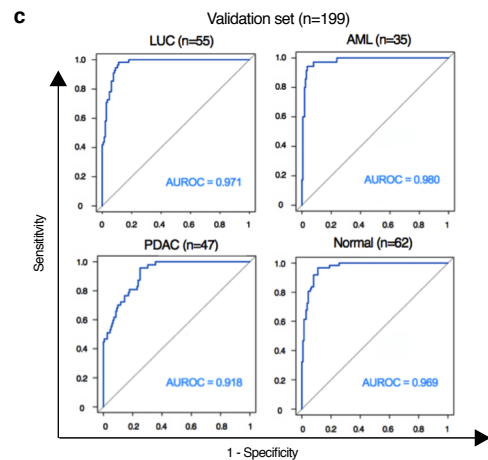 c
Validation set (n=199)
LUC (n=55)
1.0
0.8
0.6
0.4
0.2
0
AUROC = 0.971
0 0.2 0.4 0.6 0.8 1
AML (n=35)
1.0
0.8
0.6
0.4
0.2
0
AUROC = 0.980
0 0.2 0.4 0.6 0.8 1
PDAC (n=47)
1.0
0.8
0.6
0.4
0.2
0
AUROC = 0.918
0 0.2 0.4 0.6 0.8 1
Normal (n=62)
1.0
0.8
0.6
0.4
0.2
0
AUROC = 0.969
0 0.2 0.4 0.6 0.8 1
Sensitivity
1 - Specificity